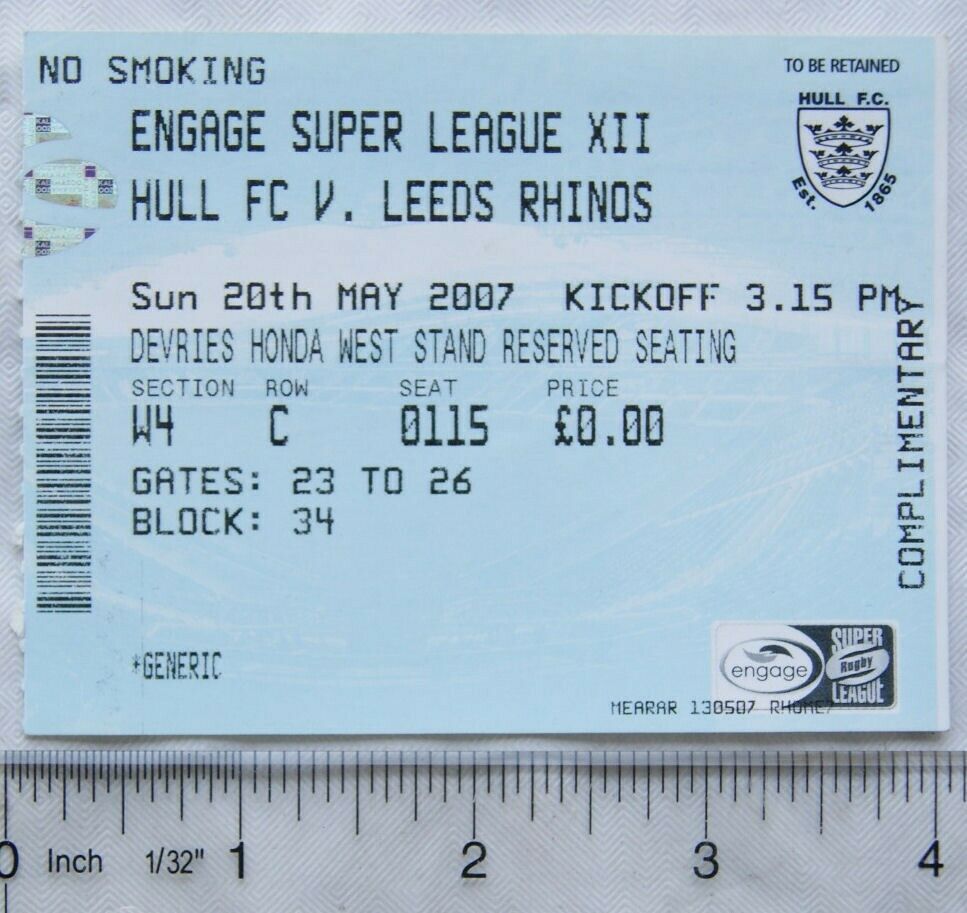 NO SMOKING
TO BE RETAINED
HULL F.C.
Est. 1865
ENGAGE SUPER LEAGUE XII
HULL FC V. LEEDS RHINOS
Sun 20th MAY 2007 KICKOFF 3.15 PM
DEVRIES HONDA WEST STAND RESERVED SEATING
SECTION ROW SEAT PRICE
W4 C 0115 £0.00
GATES: 23 TO 26
BLOCK: 34
COMPLIMENTARY
*GENERIC
engage
SUPER
Rugby
LEAGUE
MEARAR 130507
0 Inch 1/32" 1 2 3 4